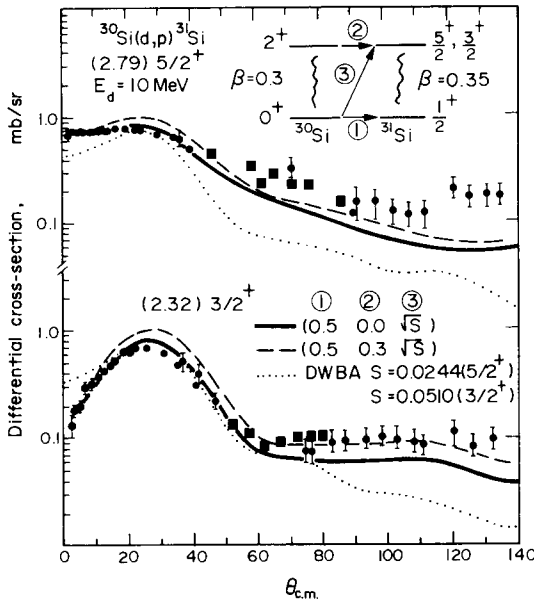 ³⁰Si(d,p)³¹Si
(2.79) 5/2⁺
E_d = 10 MeV
②
2⁺
5/2⁺, 3/2⁺
③
β=0.3
β=0.35
0⁺
³⁰Si
①
³¹Si
1/2⁺
mb/sr
Differential cross-section,
1.0
0.1
1.0
0.1
(2.32) 3/2⁺
① ② ③
(0.5 0.0 √S)
(0.5 0.3 √S)
DWBA S=0.0244(5/2⁺)
S=0.0510(3/2⁺)
0 20 40 60 80 100 120 140
θc.m.